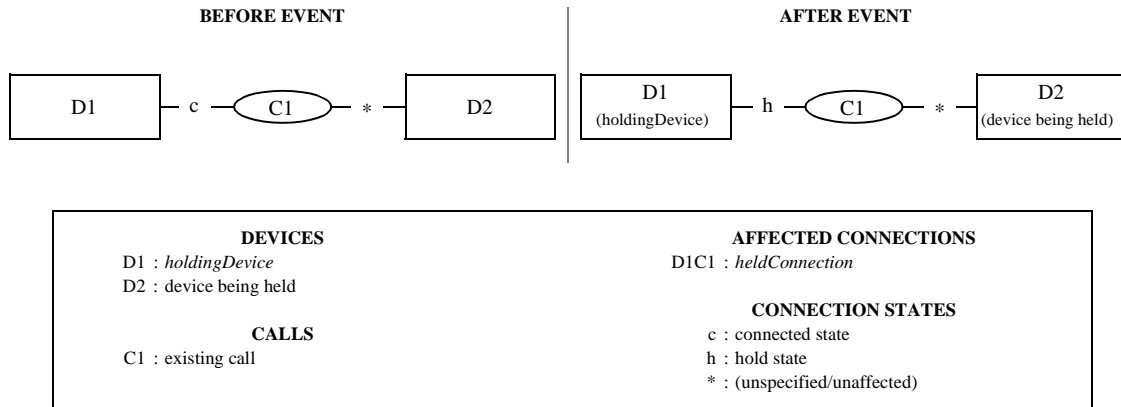 BEFORE EVENT
D1 c C1 * D2
AFTER EVENT
D1
(holdingDevice)
h C1 *
D2
(device being held)
DEVICES
D1 : holdingDevice
D2 : device being held
CALLS
C1 : existing call
AFFECTED CONNECTIONS
D1C1 : heldConnection
CONNECTION STATES
c : connected state
h : hold state
* : (unspecified/unaffected)